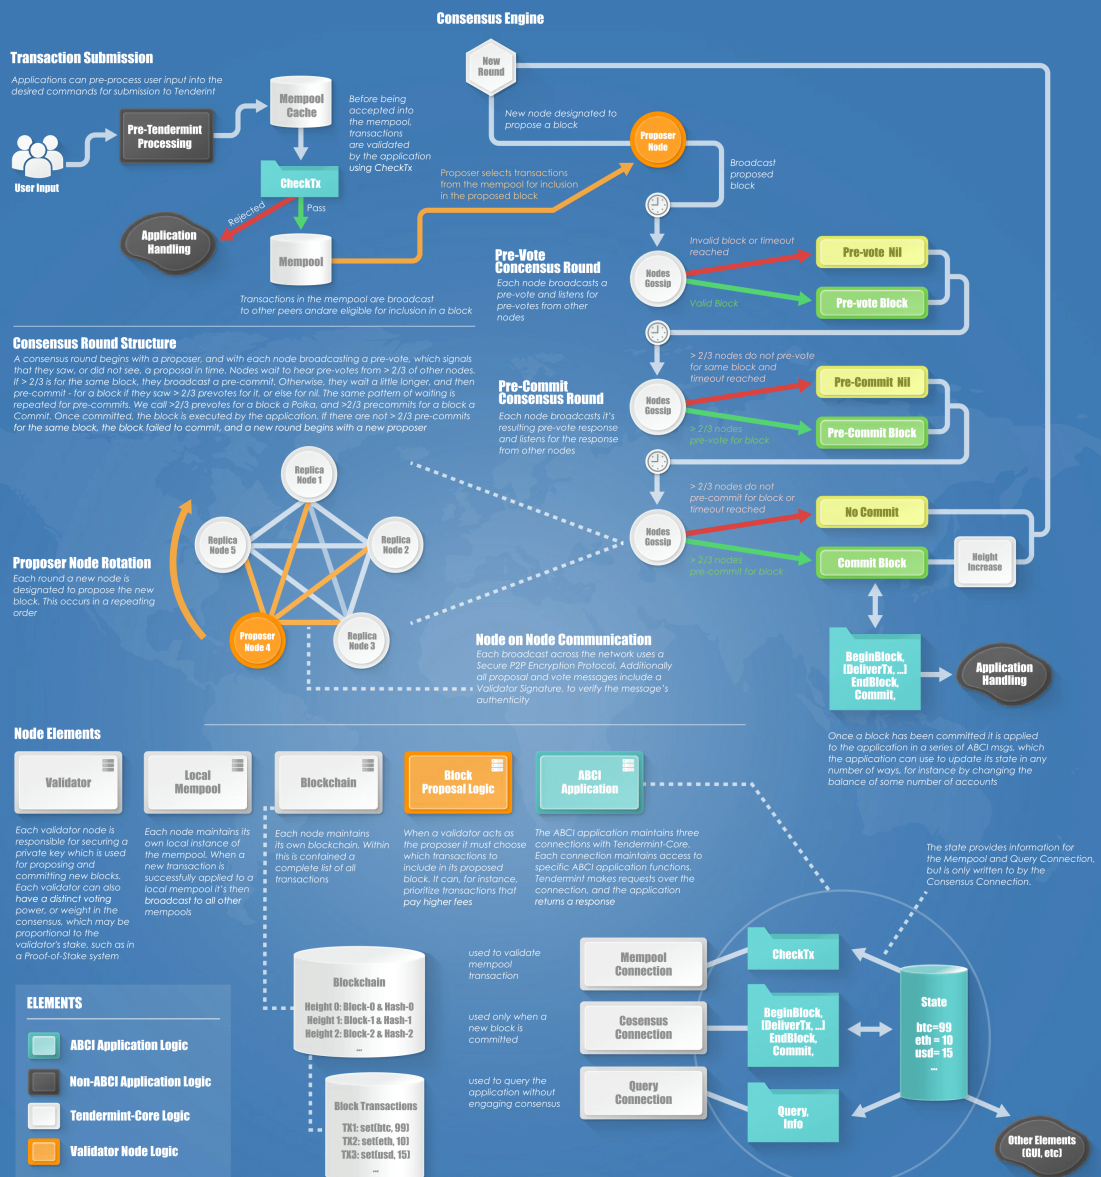 Consensus Engine
Transaction Submission
Applications can pre-process user input into the
desired commands for submission to Tenderint
User Input
Pre-Tendermint
Processing
Mempool
Cache
Before being
accepted into
the mempool,
transactions
are validated
by the application
using CheckTx
CheckTx
Rejected
Pass
Application
Handling
Mempool
Transactions in the mempool are broadcast
to other peers andare eligible for inclusion in a block
New
Round
New node designated to
propose a block
Proposer
Node
Proposer selects transactions
from the mempool for inclusion
in the proposed block
Broadcast
proposed
block
Pre-Vote
Concensus Round
Each node broadcasts a
pre-vote and listens for
pre-votes from other
nodes
Nodes
Gossip
Invalid block or timeout
reached
Valid Block
Pre-vote Nil
Pre-vote Block
Pre-Commit
Consensus Round
Each node broadcasts it's
resulting pre-vote response
and listens for the response
from other nodes
Nodes
Gossip
> 2/3 nodes do not pre-vote
for same block and
timeout reached
> 2/3 nodes
pre-vote for block
Pre-Commit Nil
Pre-Commit Block
Nodes
Gossip
> 2/3 nodes do not
pre-commit for block or
timeout reached
> 2/3 nodes
pre-commit for block
No Commit
Commit Block
Height
Increase
BeginBlock,
[DeliverTx, ...]
EndBlock,
Commit,
Application
Handling
Once a block has been committed it is applied
to the application in a series of ABCI msgs, which
the application can use to update its state in any
number of ways, for instance by changing the
balance of some number of accounts
Consensus Round Structure
A consensus round begins with a proposer, and with each node broadcasting a pre-vote, which signals
that they saw, or did not see, a proposal in time. Nodes wait to hear pre-votes from > 2/3 of other nodes.
If > 2/3 is for the same block, they broadcast a pre-commit, Otherwise, they wait a little longer, and then
pre-commit - for a block if they saw > 2/3 prevotes for it, or else for nil. The same pattern of waiting is
repeated for pre-commits. We call >2/3 prevotes for a block a Polka, and >2/3 precommits for a block a
Commit. Once committed, the block is executed by the application. If there are not > 2/3 pre-commits
for the same block, the block failed to commit, and a new round begins with a new proposer
Replica
Node 1
Replica
Node 5
Replica
Node 2
Proposer
Node 4
Replica
Node 3
Proposer Node Rotation
Each round a new node is
designated to propose the new
block. This occurs in a repeating
order
Node on Node Communication
Each broadcast across the network uses a
Secure P2P Encryption Protocol. Additionally
all proposal and vote messages include a
Validator Signature, to verify the message's
authenticity
Node Elements
Validator
Each validator node is
responsible for securing a
private key which is used
for proposing and
committing new blocks.
Each validator can also
have a distinct voting
power, or weight in the
consensus, which may be
proportional to the
validator's stake, such as in
a Proof-of-Stake system
Local
Mempool
Each node maintains its
own local instance of
the mempool. When a
new transaction is
successfully applied to a
local mempool it's then
broadcast to all other
mempools
Blockchain
Each node maintains
its own blockchain. Within
this is contained a
complete list of all
transactions
Block
Proposal Logic
When a validator acts as
the proposer it must choose
which transactions to
include in its proposed
block. It can, for instance,
prioritize transactions that
pay higher fees
ABCI
Application
The ABCI application maintains three
connections with Tendermint-Core.
Each connection maintains access to
specific ABCI application functions.
Tendermint makes requests over the
connection, and the application
returns a response
The state provides information for
the Mempool and Query Connection,
but is only written to by the
Consensus Connection.
ELEMENTS
ABCI Application Logic
Non-ABCI Application Logic
Tendermint-Core Logic
Validator Node Logic
Blockchain
Height 0: Block-0 & Hash-0
Height 1: Block-1 & Hash-1
Height 2: Block-2 & Hash-2
...
Block Transactions
TX1: set(btc, 99)
TX2: set(eth, 10)
TX3: set(usd, 15)
...
used to validate
mempool
transaction
Mempool
Connection
CheckTx
used only when a
new block is
committed
Cosensus
Connection
BeginBlock,
[DeliverTx, ...]
EndBlock,
Commit,
used to query the
application without
engaging consensus
Query
Connection
Query,
Info
State
btc=99
eth = 10
usd= 15
...
Other Elements
(GUI, etc)